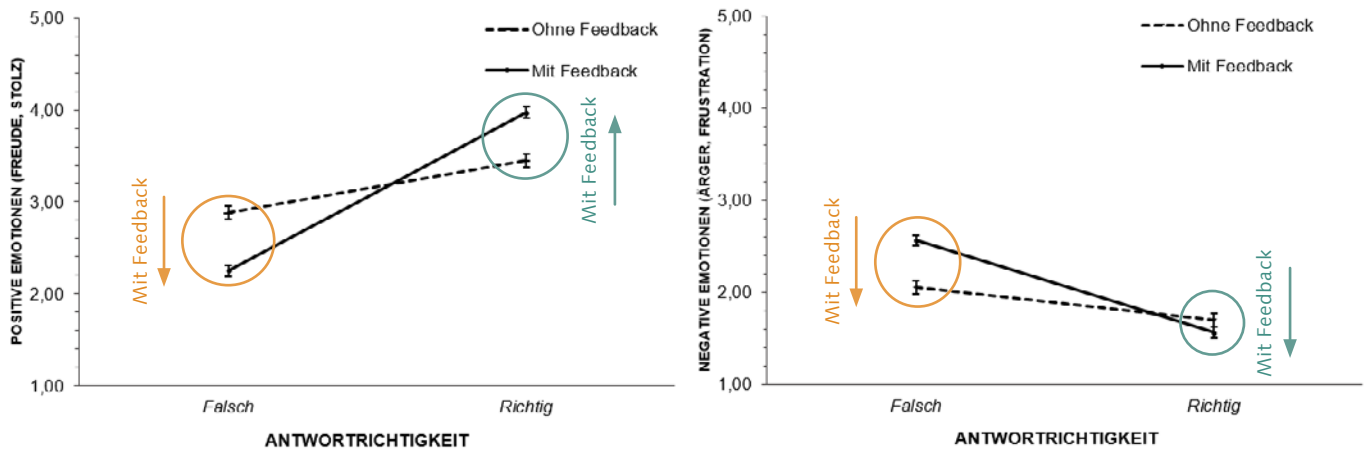 5,00
4,00
3,00
2,00
1,00
POSITIVE EMOTIONEN (FREUDE, STOLZ)
Ohne Feedback
Mit Feedback
Mit Feedback
Mit Feedback
Falsch
Richtig
ANTWORTRICHTIGKEIT
5,00
4,00
3,00
2,00
1,00
NEGATIVE EMOTIONEN (ÄRGER, FRUSTRATION)
Ohne Feedback
Mit Feedback
Mit Feedback
Mit Feedback
Falsch
Richtig
ANTWORTRICHTIGKEIT